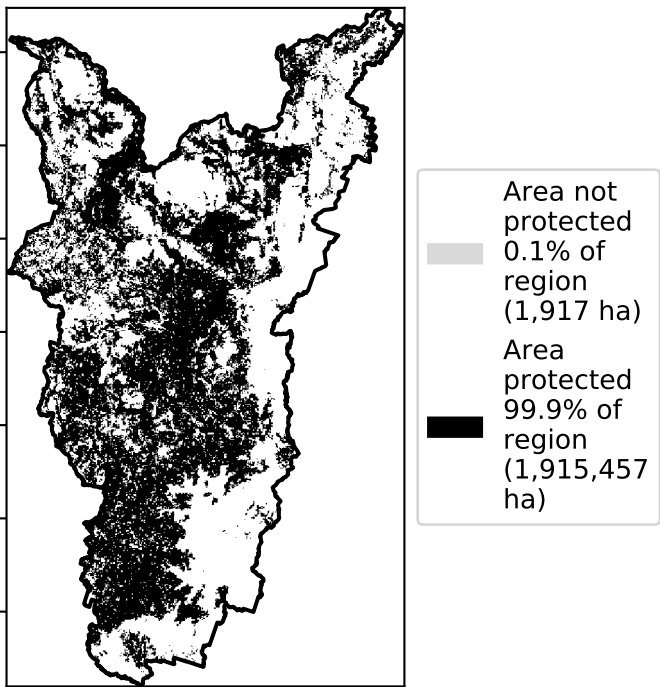 Area not
protected
0.1% of
region
(1,917 ha)
Area
protected
99.9% of
region
(1,915,457
ha)